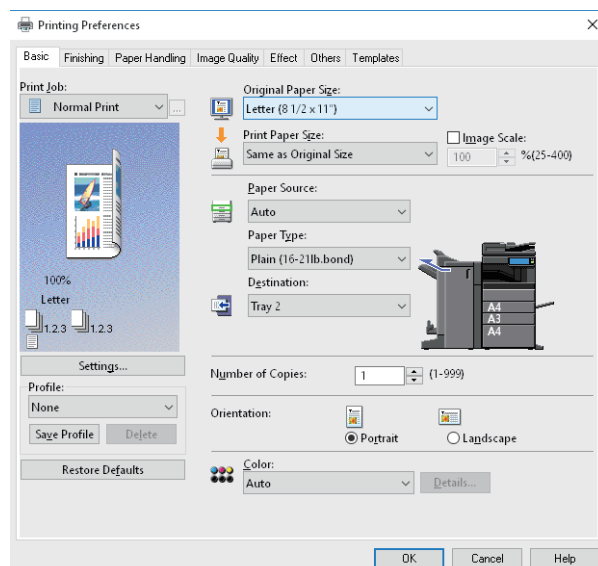 Printing Preferences
Basic Finishing Paper Handling Image Quality Effect Others Templates
Print Job:
Normal Print
...
100%
Letter
1.2.3 1.2.3
Settings...
Profile:
None
Save Profile Delete
Restore Defaults
Original Paper Size:
Letter (8 1/2 x 11")
Print Paper Size:
Same as Original Size
Image Scale:
100 %(25-400)
Paper Source:
Auto
Paper Type:
Plain (16-21lb.bond)
Destination:
Tray 2
A4
A3
A4
Number of Copies:
1 (1-999)
Orientation:
Portrait Landscape
Color:
Auto
Details...
OK Cancel Help